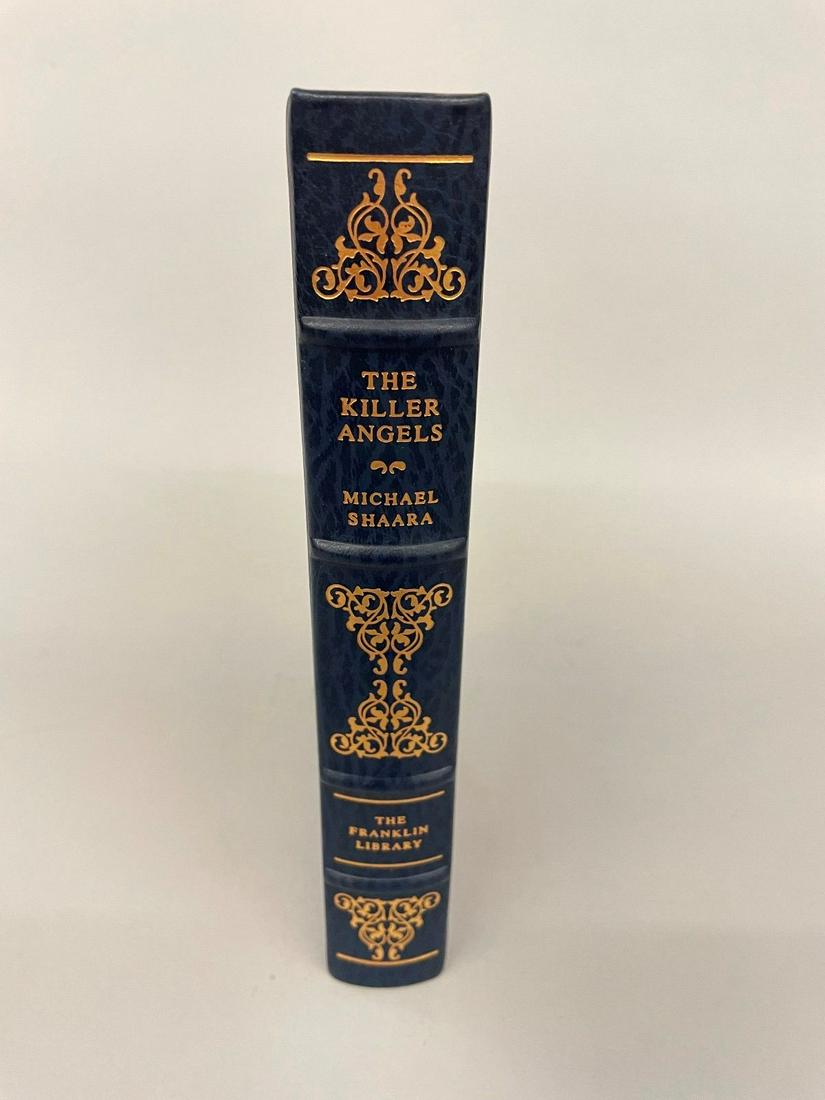 THE
KILLER
ANGELS
MICHAEL
SHAARA
THE
FRANKLIN
LIBRARY